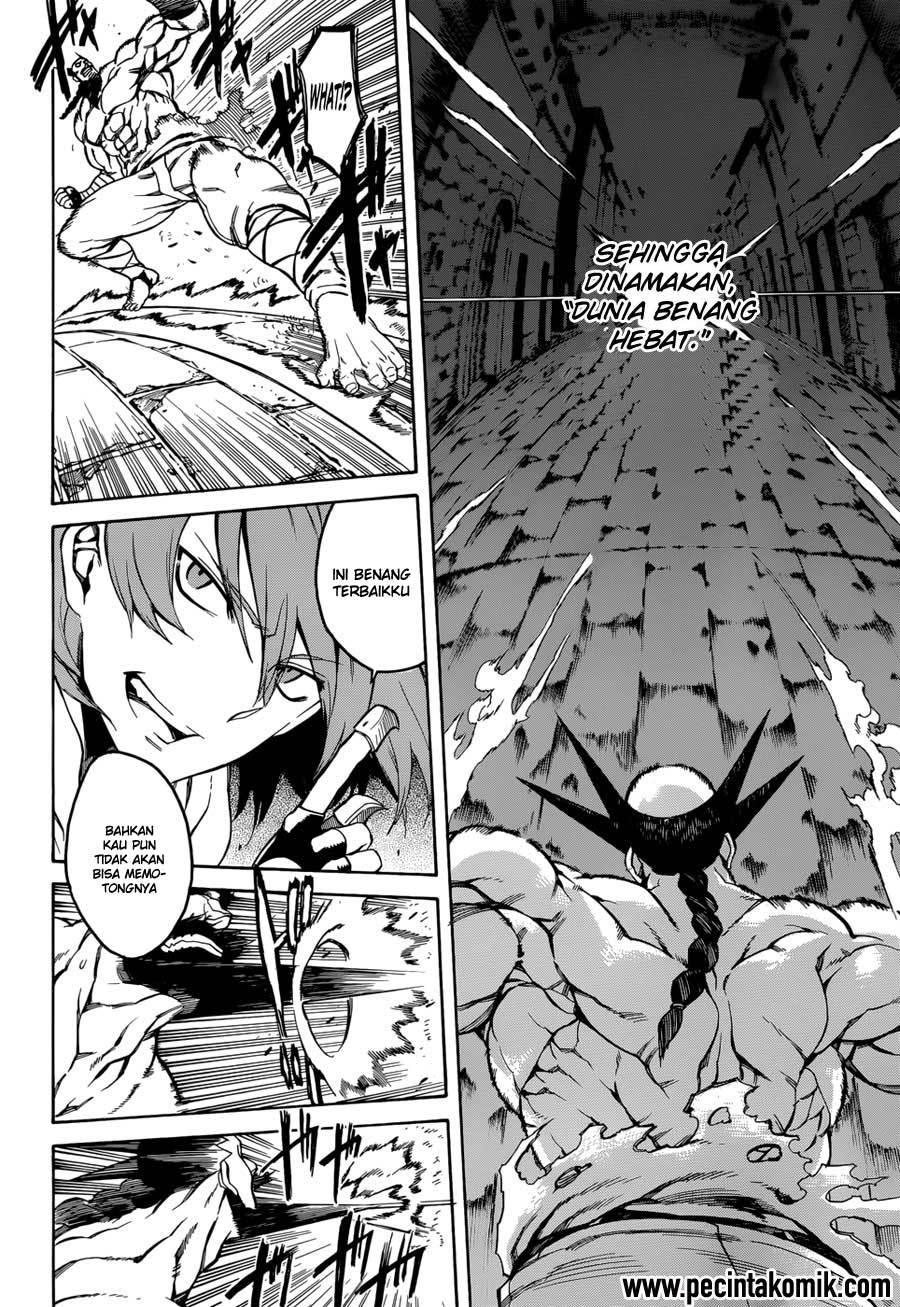 SEHINGGA
DINAMAKAN,
"DUNIA BENANG
HEBAT."
WHAT!?
INI BENANG
TERBAIKKU
BAHKAN
KAU PUN
TIDAK AKAN
BISA MEMO-
TONGNYA
www.pecintakomik.com